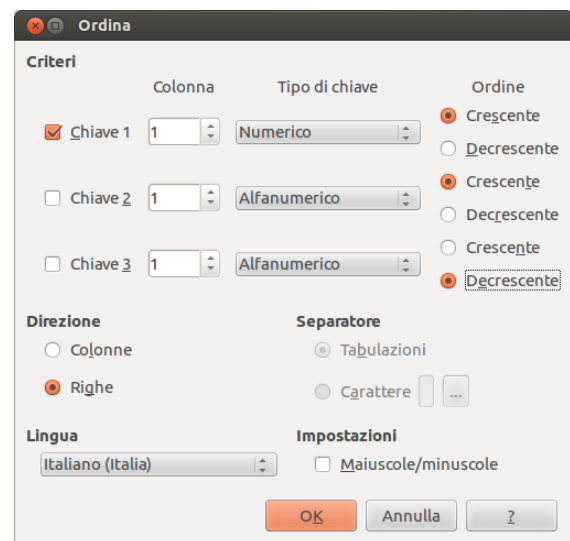 Ordina
Criteri
Colonna Tipo di chiave Ordine
Chiave 1 1 Numerico Crescente
Decrescente
Chiave 2 1 Alfanumerico Crescente
Decrescente
Chiave 3 1 Alfanumerico Crescente
Decrescente
Direzione Separatore
Colonne Tabulazioni
Righe Carattere ...
Lingua Impostazioni
Italiano (Italia) Maiuscole/minuscole
OK Annulla ?